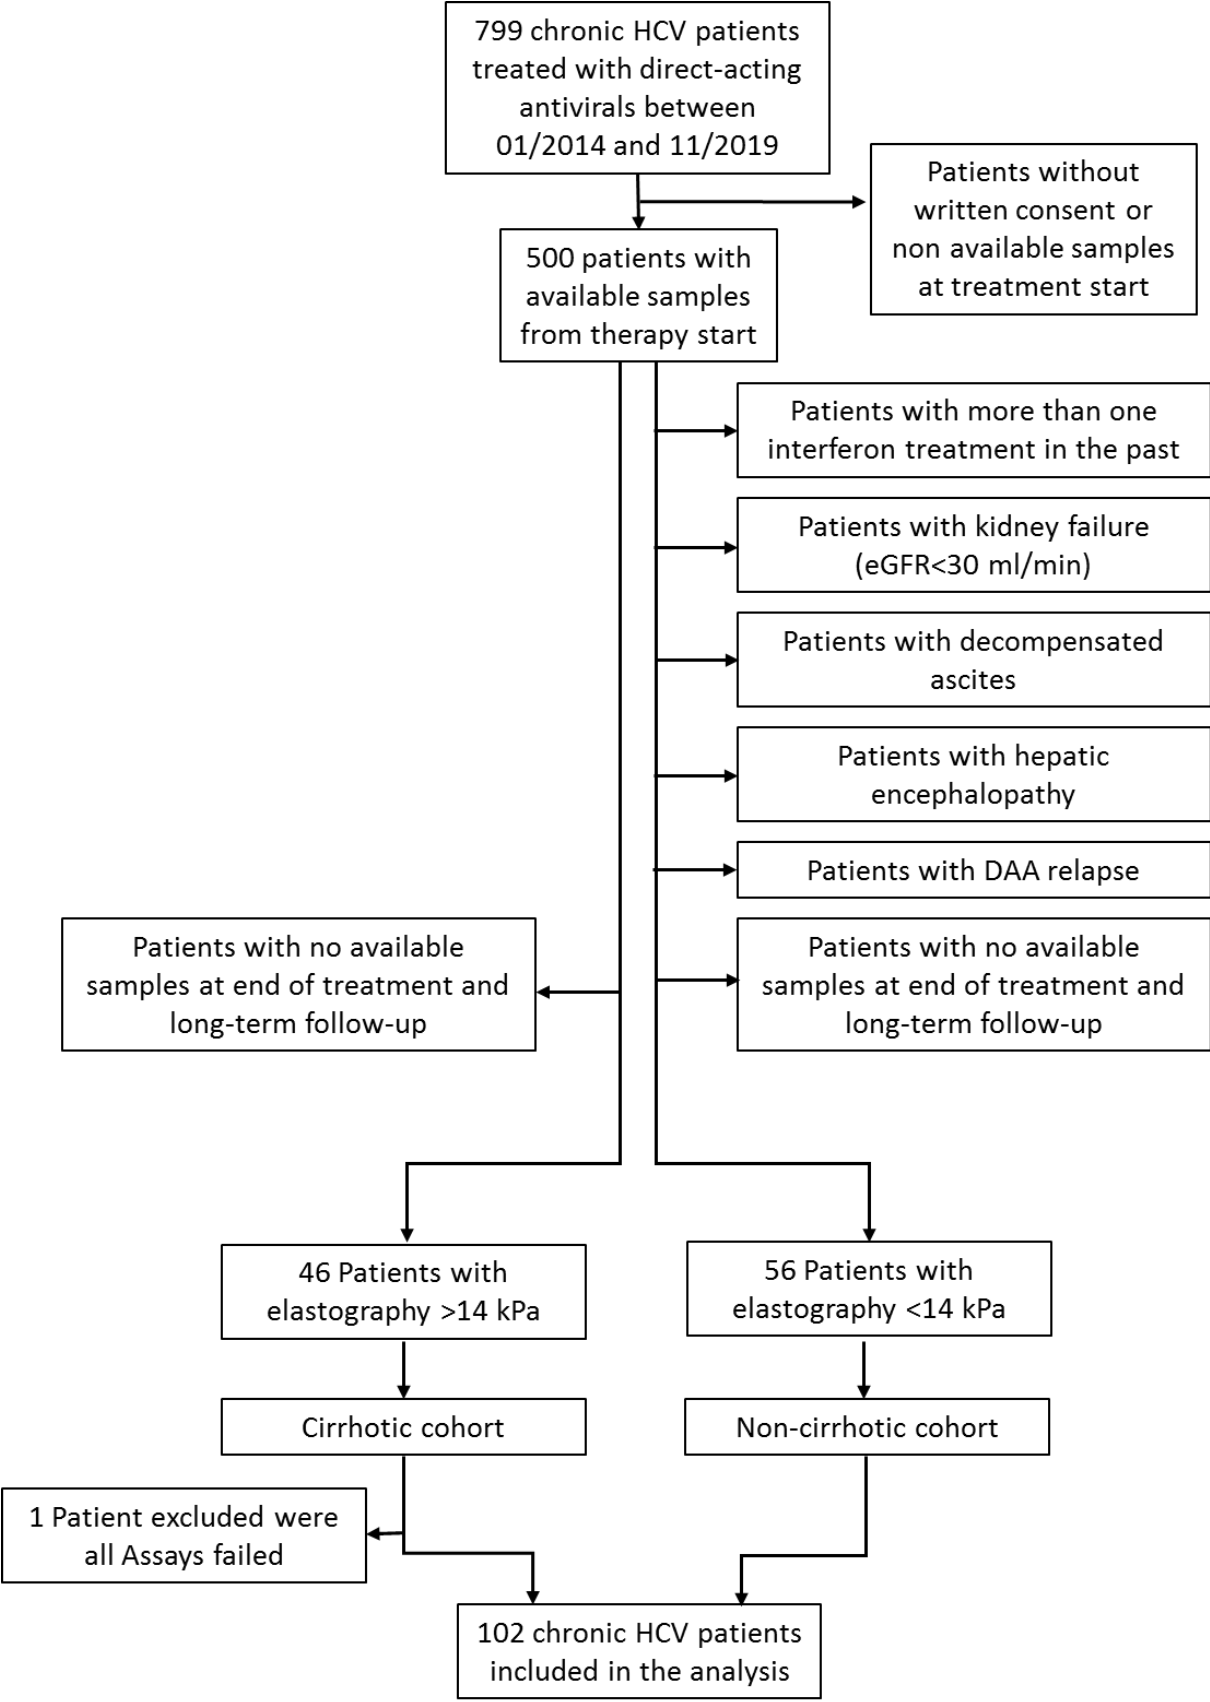 799 chronic HCV patients
treated with direct-acting
antivirals between
01/2014 and 11/2019
Patients without
written consent or
non available samples
at treatment start
500 patients with
available samples
from therapy start
Patients with more than one
interferon treatment in the past
Patients with kidney failure
(eGFR<30 ml/min)
Patients with decompensated
ascites
Patients with hepatic
encephalopathy
Patients with DAA relapse
Patients with no available
samples at end of treatment and
long-term follow-up
Patients with no available
samples at end of treatment and
long-term follow-up
46 Patients with
elastography >14 kPa
56 Patients with
elastography <14 kPa
Cirrhotic cohort
Non-cirrhotic cohort
1 Patient excluded were
all Assays failed
102 chronic HCV patients
included in the analysis